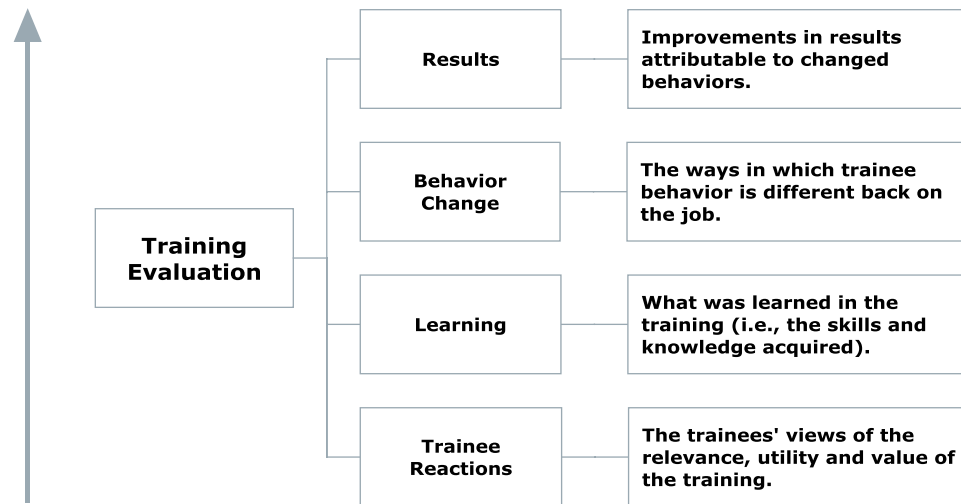 Results
Improvements in results
attributable to changed
behaviors.
Behavior
Change
The ways in which trainee
behavior is different back on
the job.
Training
Evaluation
Learning
What was learned in the
training (i.e., the skills and
knowledge acquired).
Trainee
Reactions
The trainees' views of the
relevance, utility and value of
the training.